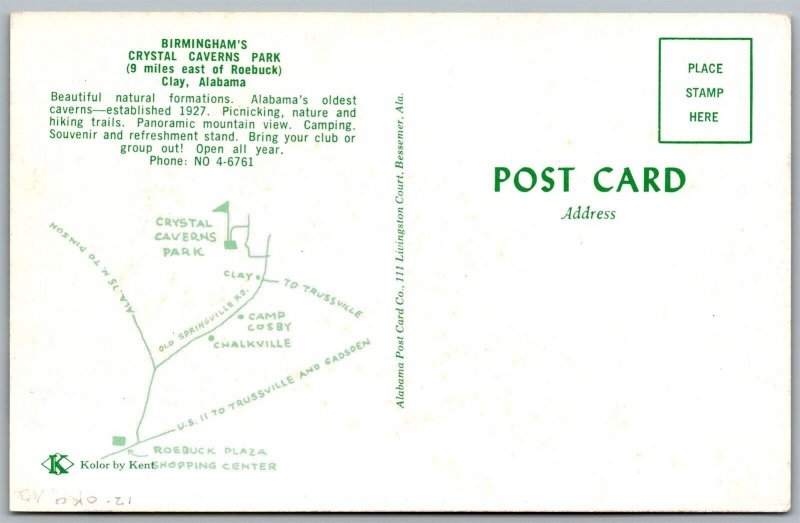 BIRMINGHAM'S
CRYSTAL CAVERNS PARK
(9 miles east of Roebuck)
Clay, Alabama
Beautiful natural formations. Alabama's oldest
caverns—established 1927. Picnicking, nature and
hiking trails. Panoramic mountain view. Camping.
Souvenir and refreshment stand. Bring your club or
group out! Open all year.
Phone: NO 4-6761
CRYSTAL
CAVERNS
PARK
ALA. 75 N. TO PINSON
CLAY
TO TRUSSVILLE
OLD SPRINGVILLE RD.
CAMP
COSBY
CHALKVILLE
U.S. 11 TO TRUSSVILLE AND GADSDEN
ROEBUCK PLAZA
SHOPPING CENTER
K
Kolor by Kent
Alabama Post Card Co., 111 Livingston Court, Bessemer, Ala.
PLACE
STAMP
HERE
POST CARD
Address